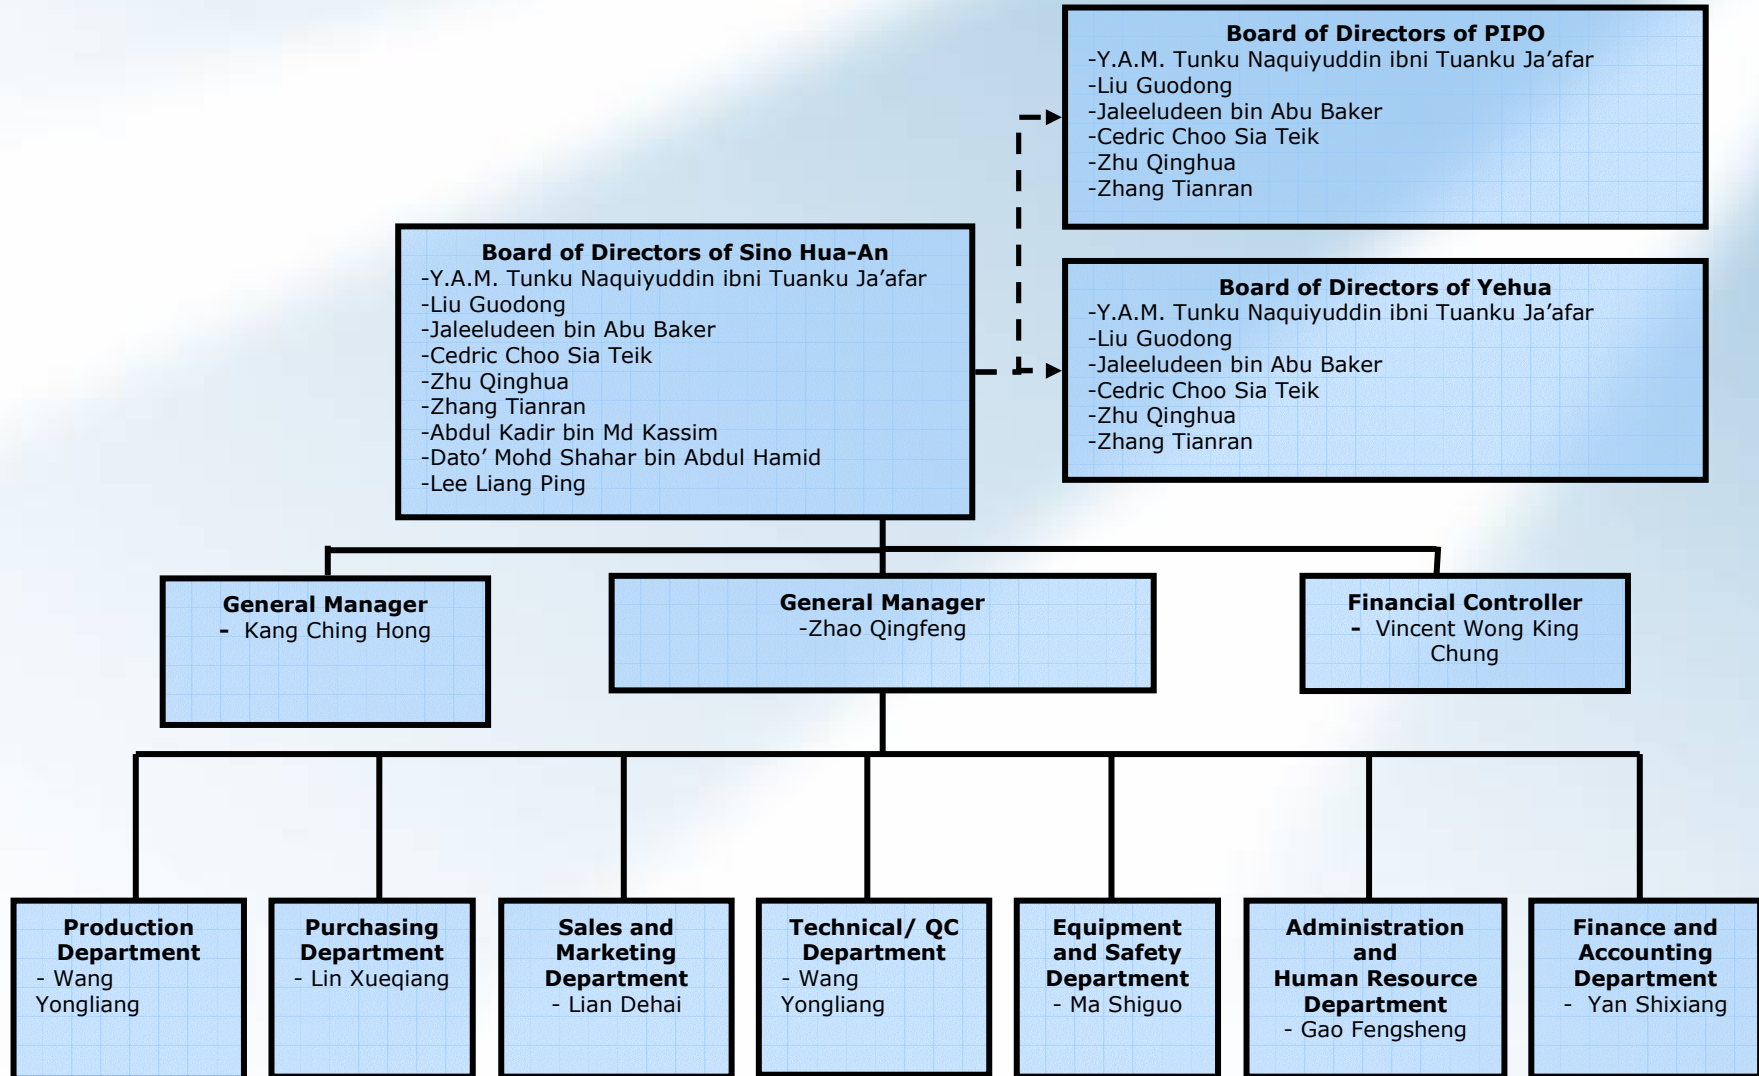 Board of Directors of PIPO
-Y.A.M. Tunku Naquiyuddin ibni Tuanku Ja’afar
-Liu Guodong
-Jaleeludeen bin Abu Baker
-Cedric Choo Sia Teik
-Zhu Qinghua
-Zhang Tianran
Board of Directors of Sino Hua-An
-Y.A.M. Tunku Naquiyuddin ibni Tuanku Ja’afar
-Liu Guodong
-Jaleeludeen bin Abu Baker
-Cedric Choo Sia Teik
-Zhu Qinghua
-Zhang Tianran
-Abdul Kadir bin Md Kassim
-Dato’ Mohd Shahar bin Abdul Hamid
-Lee Liang Ping
Board of Directors of Yehua
-Y.A.M. Tunku Naquiyuddin ibni Tuanku Ja’afar
-Liu Guodong
-Jaleeludeen bin Abu Baker
-Cedric Choo Sia Teik
-Zhu Qinghua
-Zhang Tianran
General Manager
- Kang Ching Hong
General Manager
-Zhao Qingfeng
Financial Controller
- Vincent Wong King
Chung
Production
Department
- Wang
Yongliang
Purchasing
Department
- Lin Xueqiang
Sales and
Marketing
Department
- Lian Dehai
Technical/ QC
Department
- Wang
Yongliang
Equipment
and Safety
Department
- Ma Shiguo
Administration
and
Human Resource
Department
- Gao Fengsheng
Finance and
Accounting
Department
- Yan Shixiang